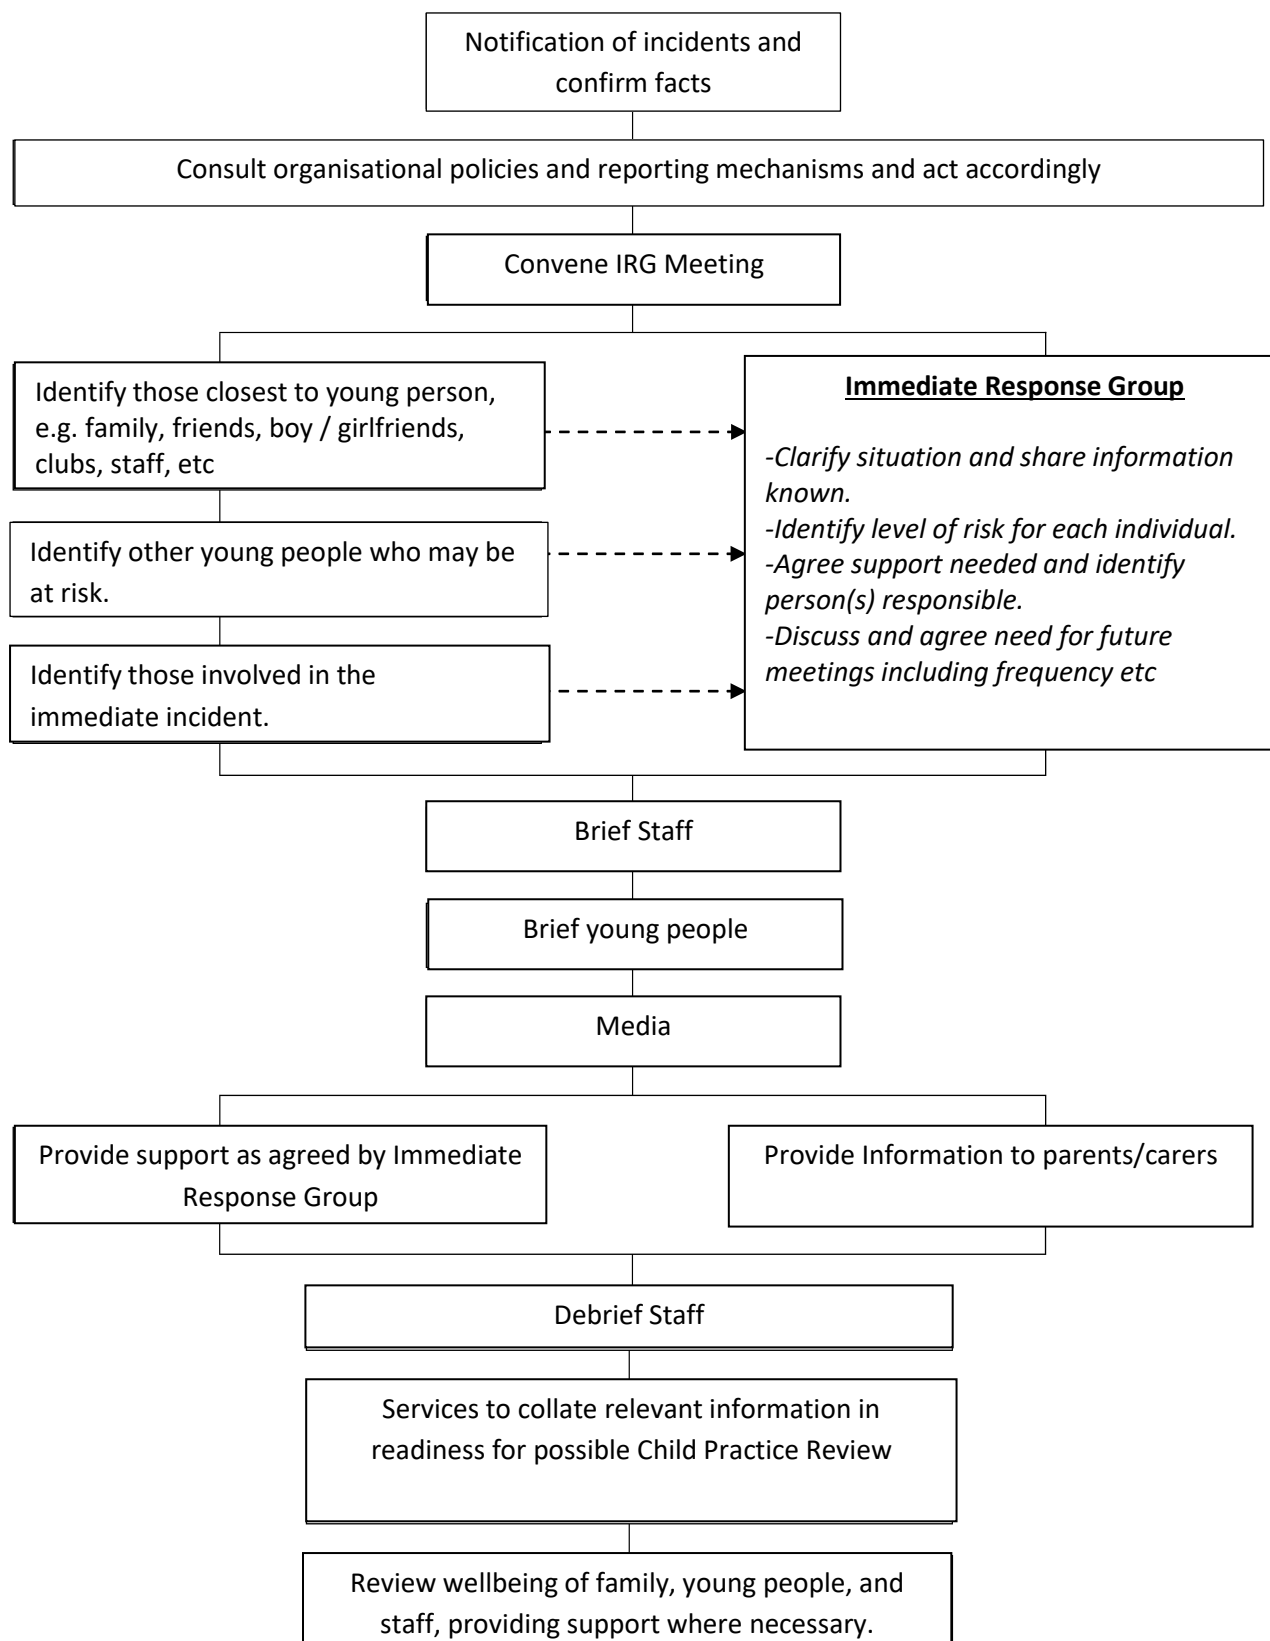 Notification of incidents and
confirm facts
Consult organisational policies and reporting mechanisms and act accordingly
Convene IRG Meeting
Identify those closest to young person,
e.g. family, friends, boy / girlfriends,
clubs, staff, etc
Identify other young people who may be
at risk.
Identify those involved in the
immediate incident.
Immediate Response Group
-Clarify situation and share information
known.
-Identify level of risk for each individual.
-Agree support needed and identify
person(s) responsible.
-Discuss and agree need for future
meetings including frequency etc
Brief Staff
Brief young people
Media
Provide support as agreed by Immediate
Response Group
Provide Information to parents/carers
Debrief Staff
Services to collate relevant information in
readiness for possible Child Practice Review
Review wellbeing of family, young people, and
staff, providing support where necessary.